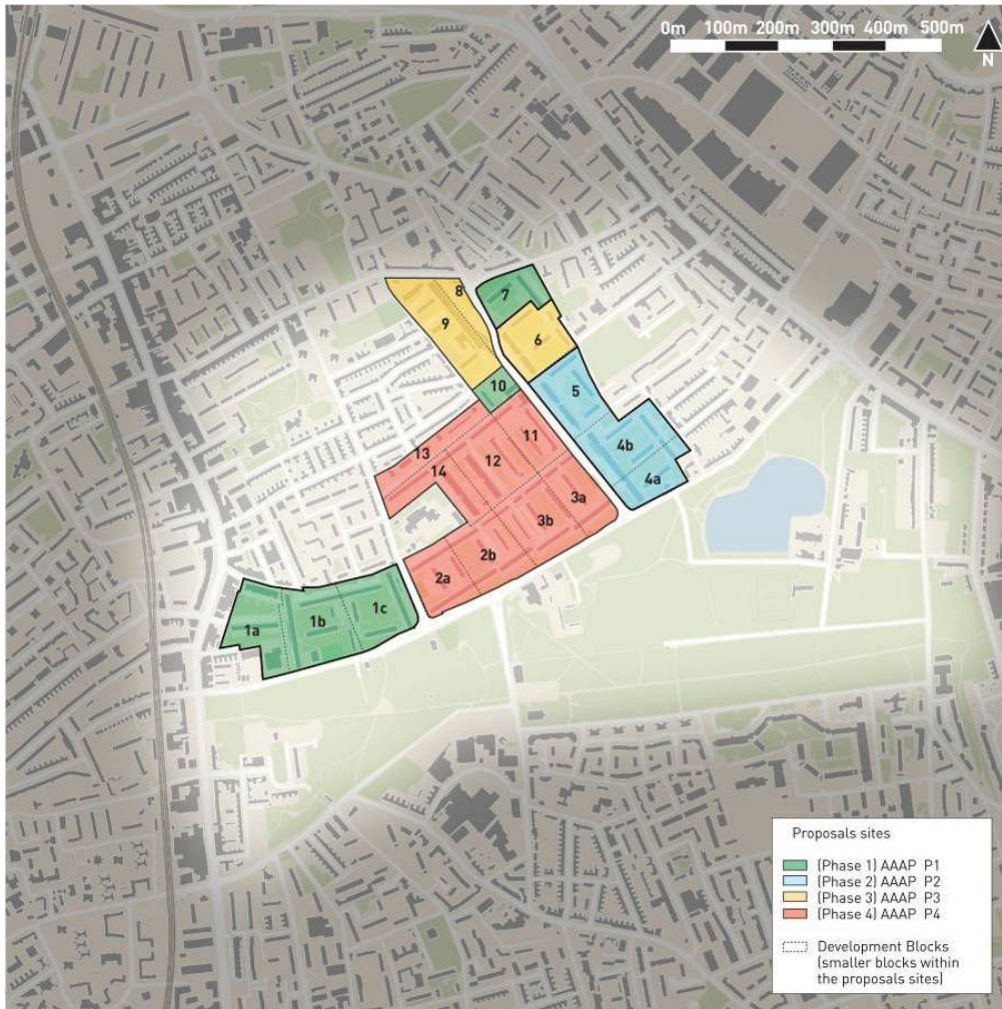 0m 100m 200m 300m 400m 500m
N
7
8
9
6
10
5
11
4b
13
12
14
4a
3a
3b
2b
2a
1c
1b
1a
Proposals sites
(Phase 1) AAAP P1
(Phase 2) AAAP P2
(Phase 3) AAAP P3
(Phase 4) AAAP P4
Development Blocks
(smaller blocks within
the proposals sites)